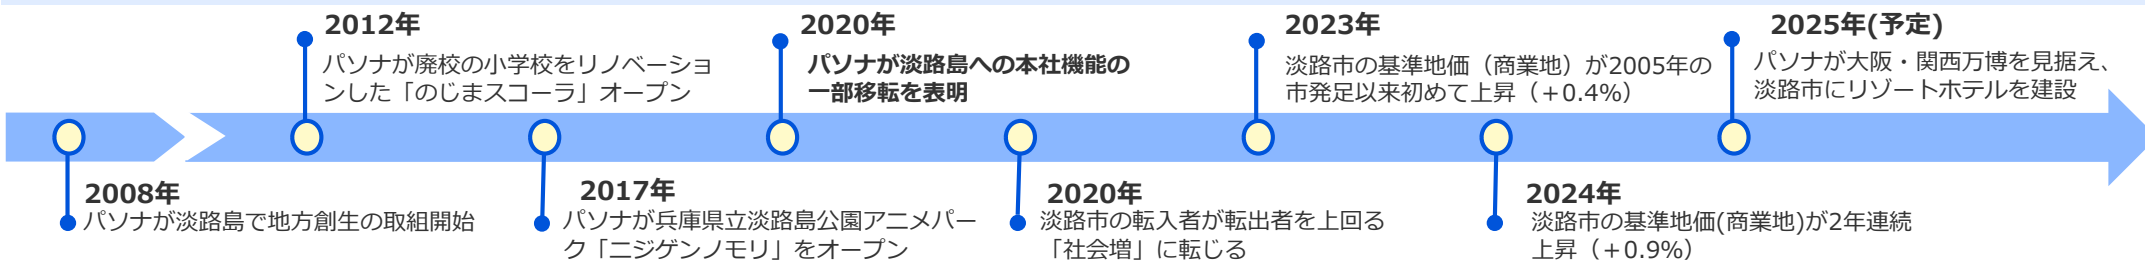 2008年
パソナが淡路島で地方創生の取組開始
2012年
パソナが廃校の小学校をリノベーショ
ンした「のじまスコーラ」オープン
2017年
パソナが兵庫県立淡路島公園アニメパー
ク「ニジゲンノモリ」をオープン
2020年
パソナが淡路島への本社機能の
一部移転を表明
2020年
淡路市の転入者が転出者を上回る
「社会増」に転じる
2023年
淡路市の基準地価（商業地）が2005年の
市発足以来初めて上昇（＋0.4%）
2024年
淡路市の基準地価(商業地)が2年連続
上昇（＋0.9%）
2025年(予定)
パソナが大阪・関西万博を見据え、
淡路市にリゾートホテルを建設